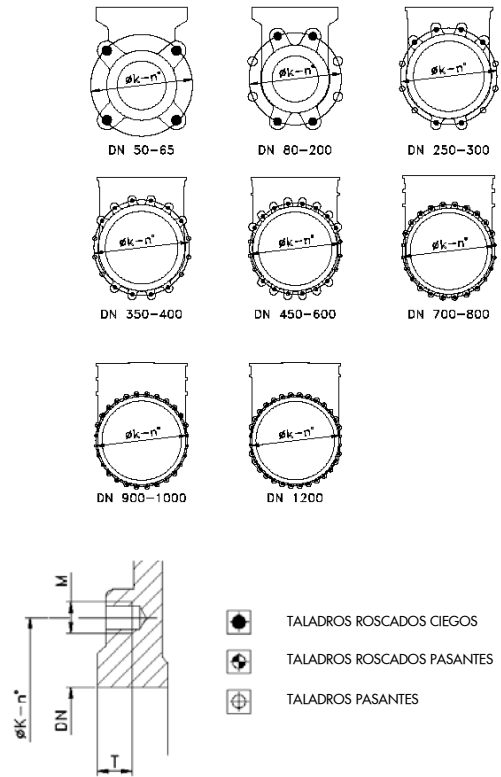 øk-n° øk-n° øk-n°
DN 50-65 DN 80-200 DN 250-300
øk-n° øk-n° øk-n°
DN 350-400 DN 450-600 DN 700-800
øk-n° øk-n°
DN 900-1000 DN 1200
M
TALADROS ROSCADOS CIEGOS
TALADROS ROSCADOS PASANTES
TALADROS PASANTES
øK-n°
DN
T